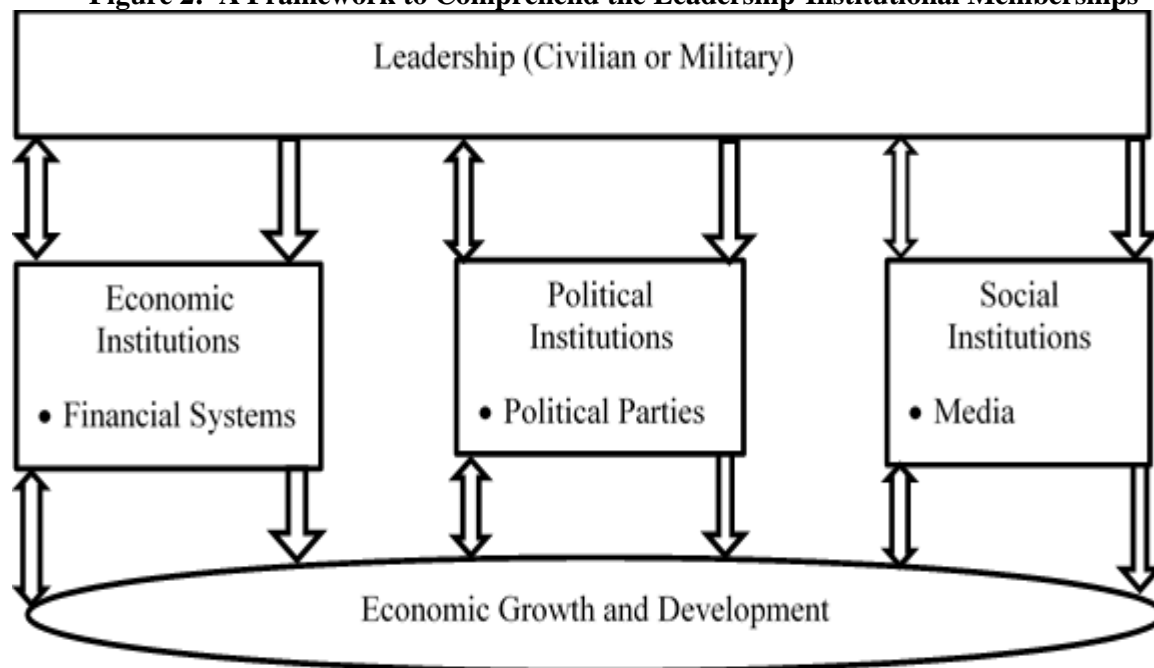 Figure 2: A Framework to Comprehend the Leadership-Institutional Memberships
Leadership (Civilian or Military)
Economic
Institutions
• Financial Systems
Political
Institutions
• Political Parties
Social
Institutions
• Media
Economic Growth and Development